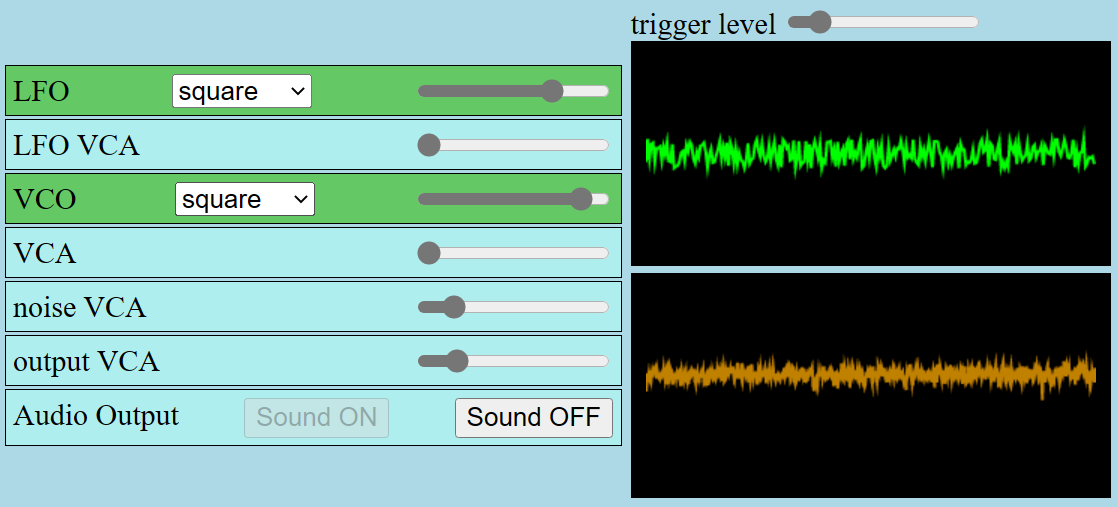 trigger level
LFO square
LFO VCA
VCO square
VCA
noise VCA
output VCA
Audio Output Sound ON Sound OFF